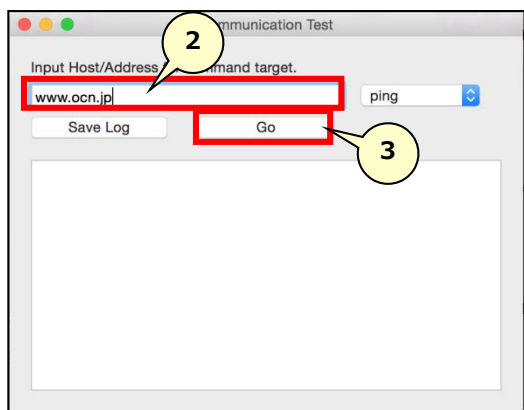 mmunication Test
2
Input Host/Address mmand target.
www.ocn.jp
ping
Save Log
Go
3